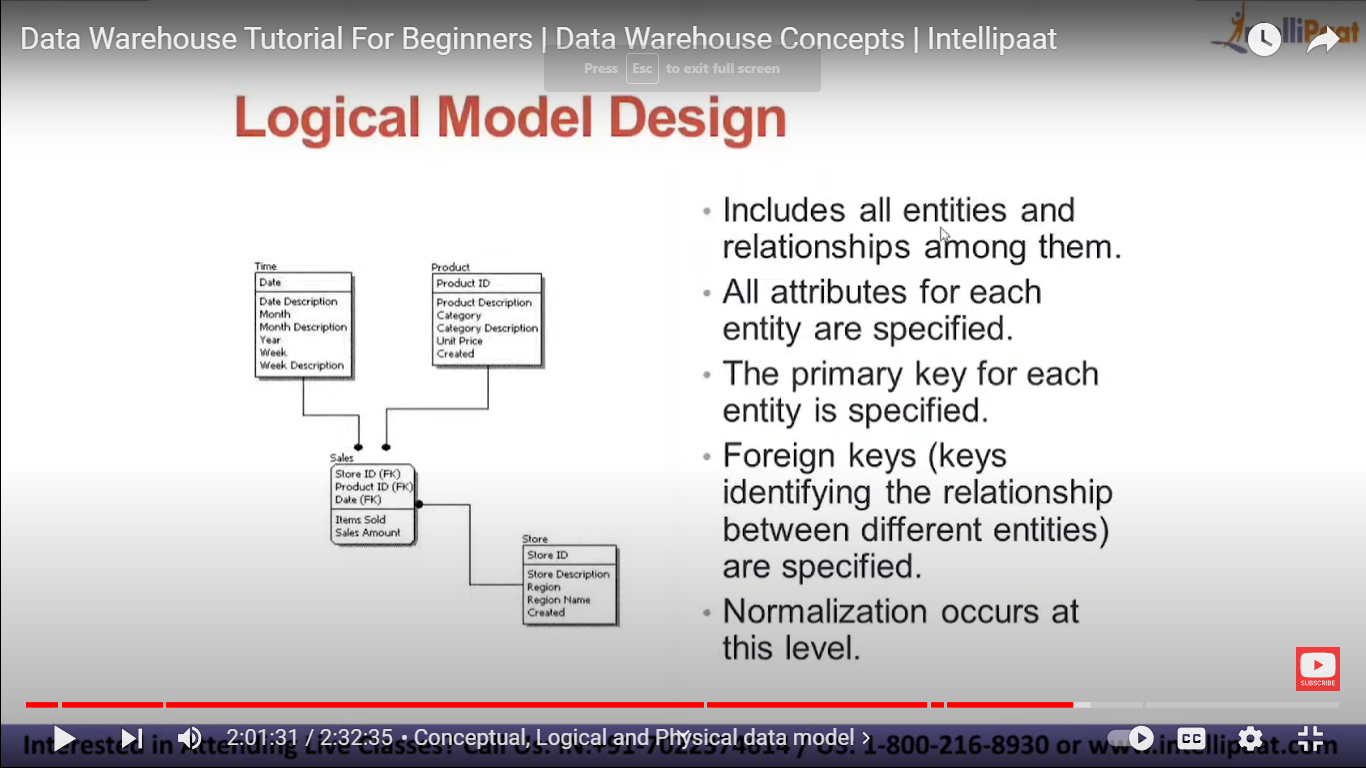 Data Warehouse Tutorial For Beginners | Data Warehouse Concepts | Intellipaat
IntelliPaat
Press Esc to exit full screen
Logical Model Design
• Includes all entities and
relationships among them.
• All attributes for each
entity are specified.
• The primary key for each
entity is specified.
• Foreign keys (keys
identifying the relationship
between different entities)
are specified.
• Normalization occurs at
this level.
Time
Date
Date Description
Month
Month Description
Year
Week
Week Description
Product
Product ID
Product Description
Category
Category Description
Unit Price
Created
Sales
Store ID (FK)
Product ID (FK)
Date (FK)
Items Sold
Sales Amount
Store
Store ID
Store Description
Region
Region Name
Created
SUBSCRIBE
2:01:31 / 2:32:35 • Conceptual, Logical and Physical data model >
CC
Interested in Attending Live Classes? Call Us: US: 1-800-216-8930 or www.intellipaat.com